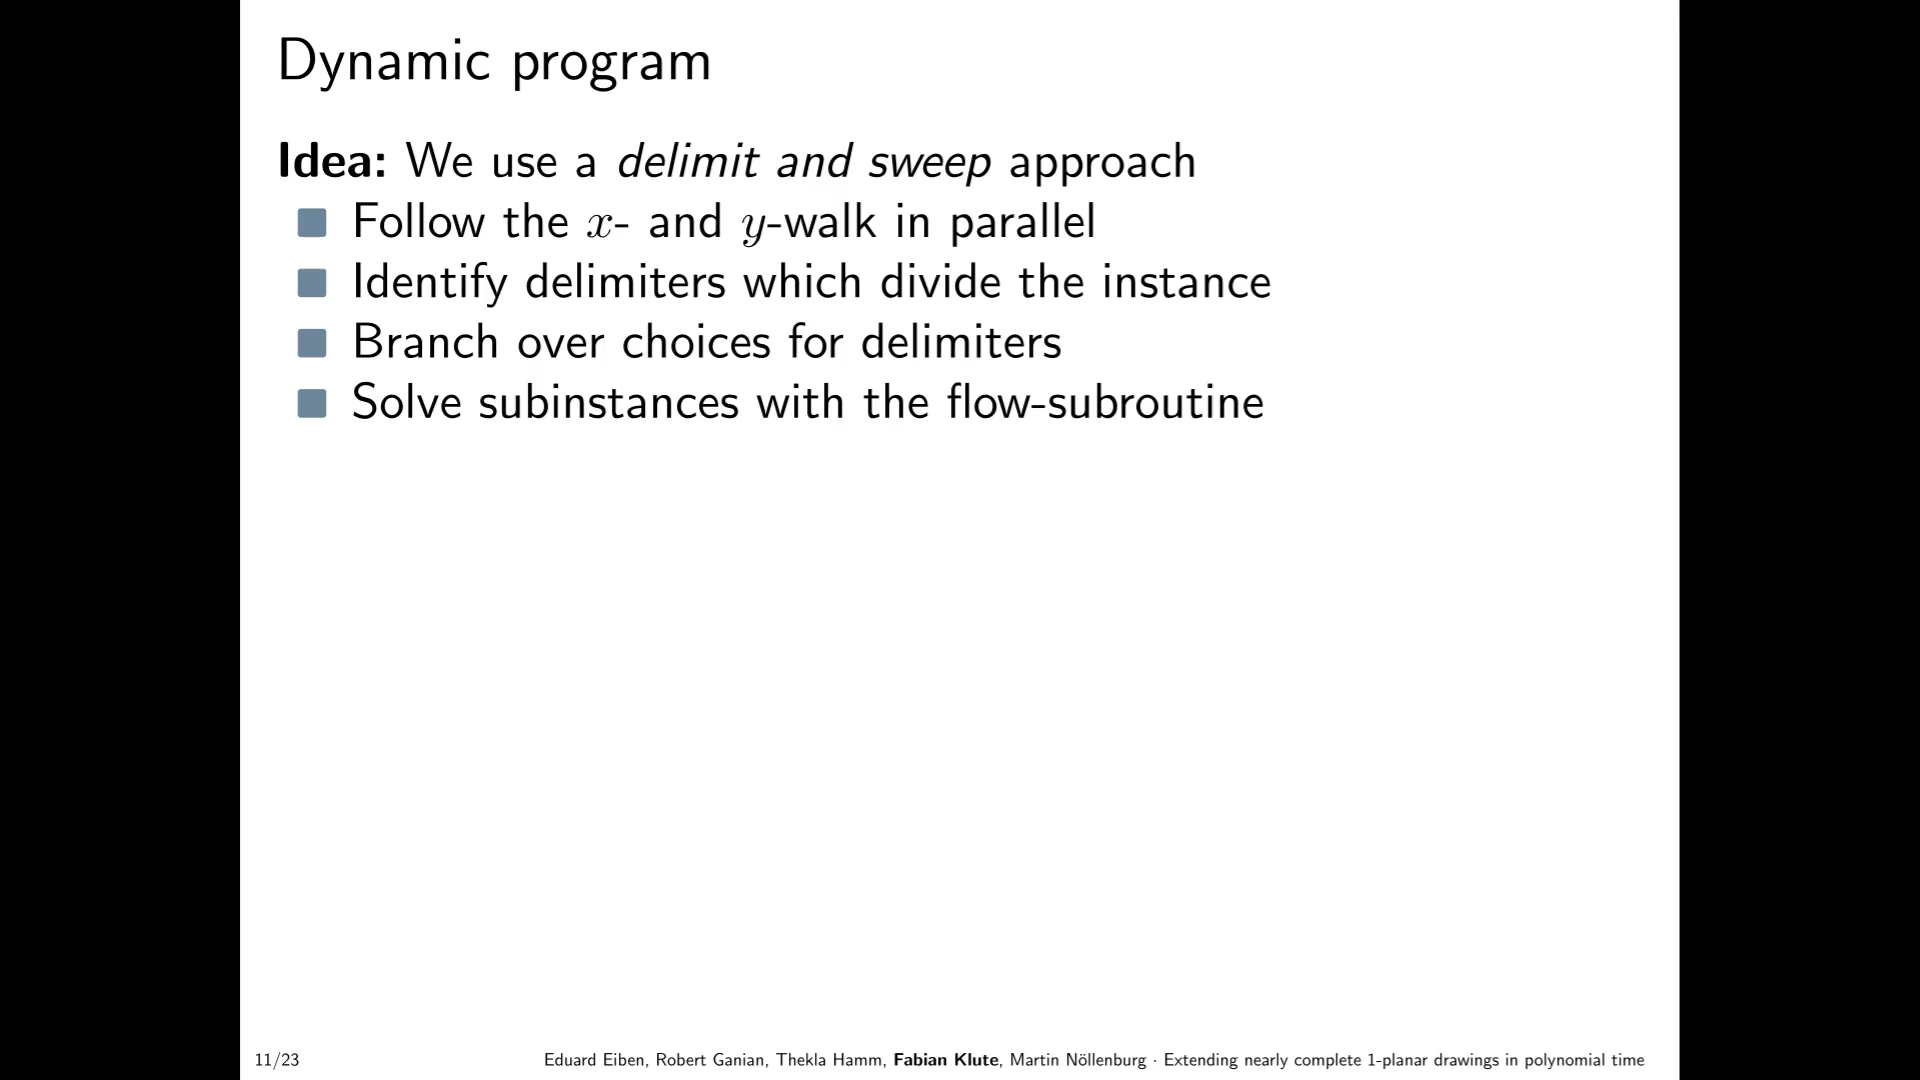 Dynamic program
Idea: We use a delimit and sweep approach
Follow the x- and y-walk in parallel
Identify delimiters which divide the instance
Branch over choices for delimiters
Solve subinstances with the flow-subroutine
11/23
Eduard Eiben, Robert Ganian, Thekla Hamm, Fabian Klute, Martin Nöllenburg · Extending nearly complete 1-planar drawings in polynomial time